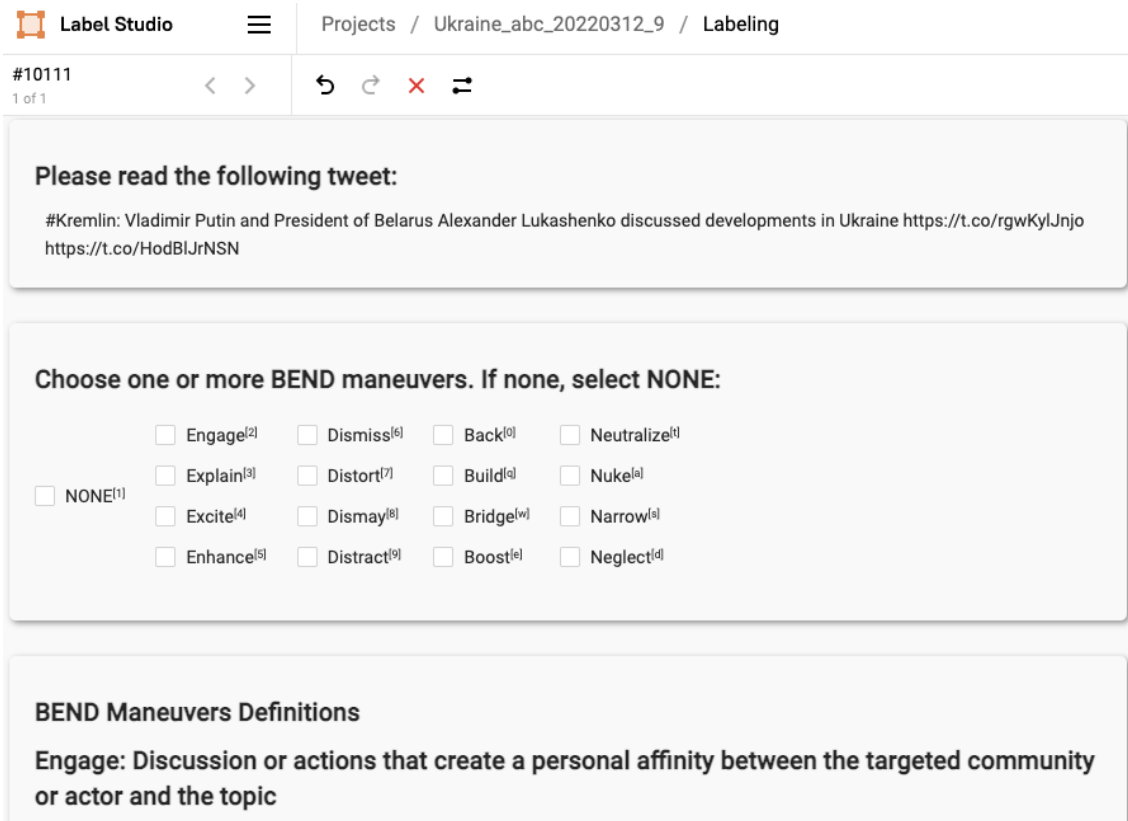 Label Studio
Projects / Ukraine_abc_20220312_9 / Labeling
#10111
1 of 1
Please read the following tweet:
#Kremlin: Vladimir Putin and President of Belarus Alexander Lukashenko discussed developments in Ukraine https://t.co/rgwKylJnjo
https://t.co/HodBlJrNSN
Choose one or more BEND maneuvers. If none, select NONE:
NONE[1]
Engage[2] Dismiss[6] Back[0] Neutralize[t]
Explain[3] Distort[7] Build[q] Nuke[a]
Excite[4] Dismay[8] Bridge[w] Narrow[s]
Enhance[5] Distract[9] Boost[e] Neglect[d]
BEND Maneuvers Definitions
Engage: Discussion or actions that create a personal affinity between the targeted community
or actor and the topic